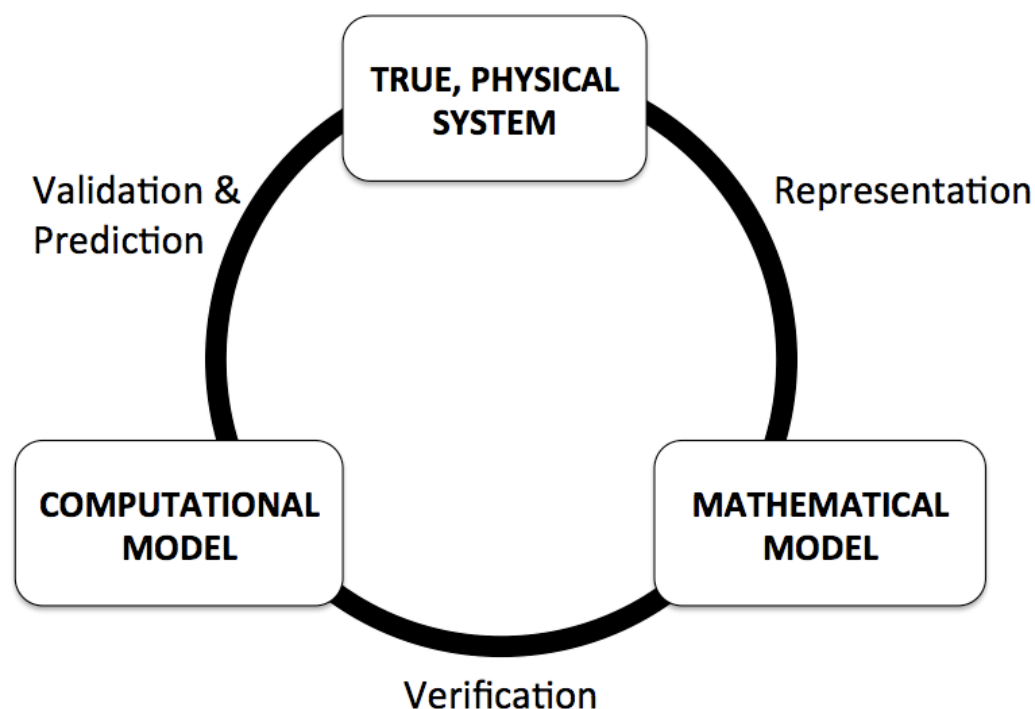 TRUE, PHYSICAL
SYSTEM
Validation &
Prediction
Representation
COMPUTATIONAL
MODEL
MATHEMATICAL
MODEL
Verification